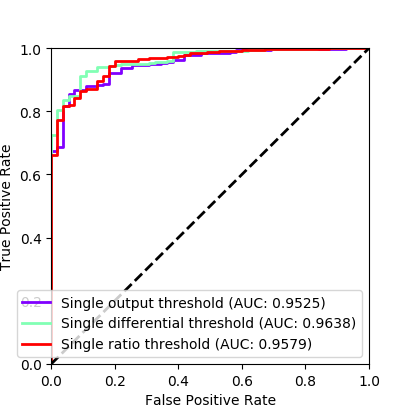 1.0
0.8
0.6
0.4
0.2
0.0
True Positive Rate
Single output threshold (AUC: 0.9525)
Single differential threshold (AUC: 0.9638)
Single ratio threshold (AUC: 0.9579)
0.0 0.2 0.4 0.6 0.8 1.0
False Positive Rate